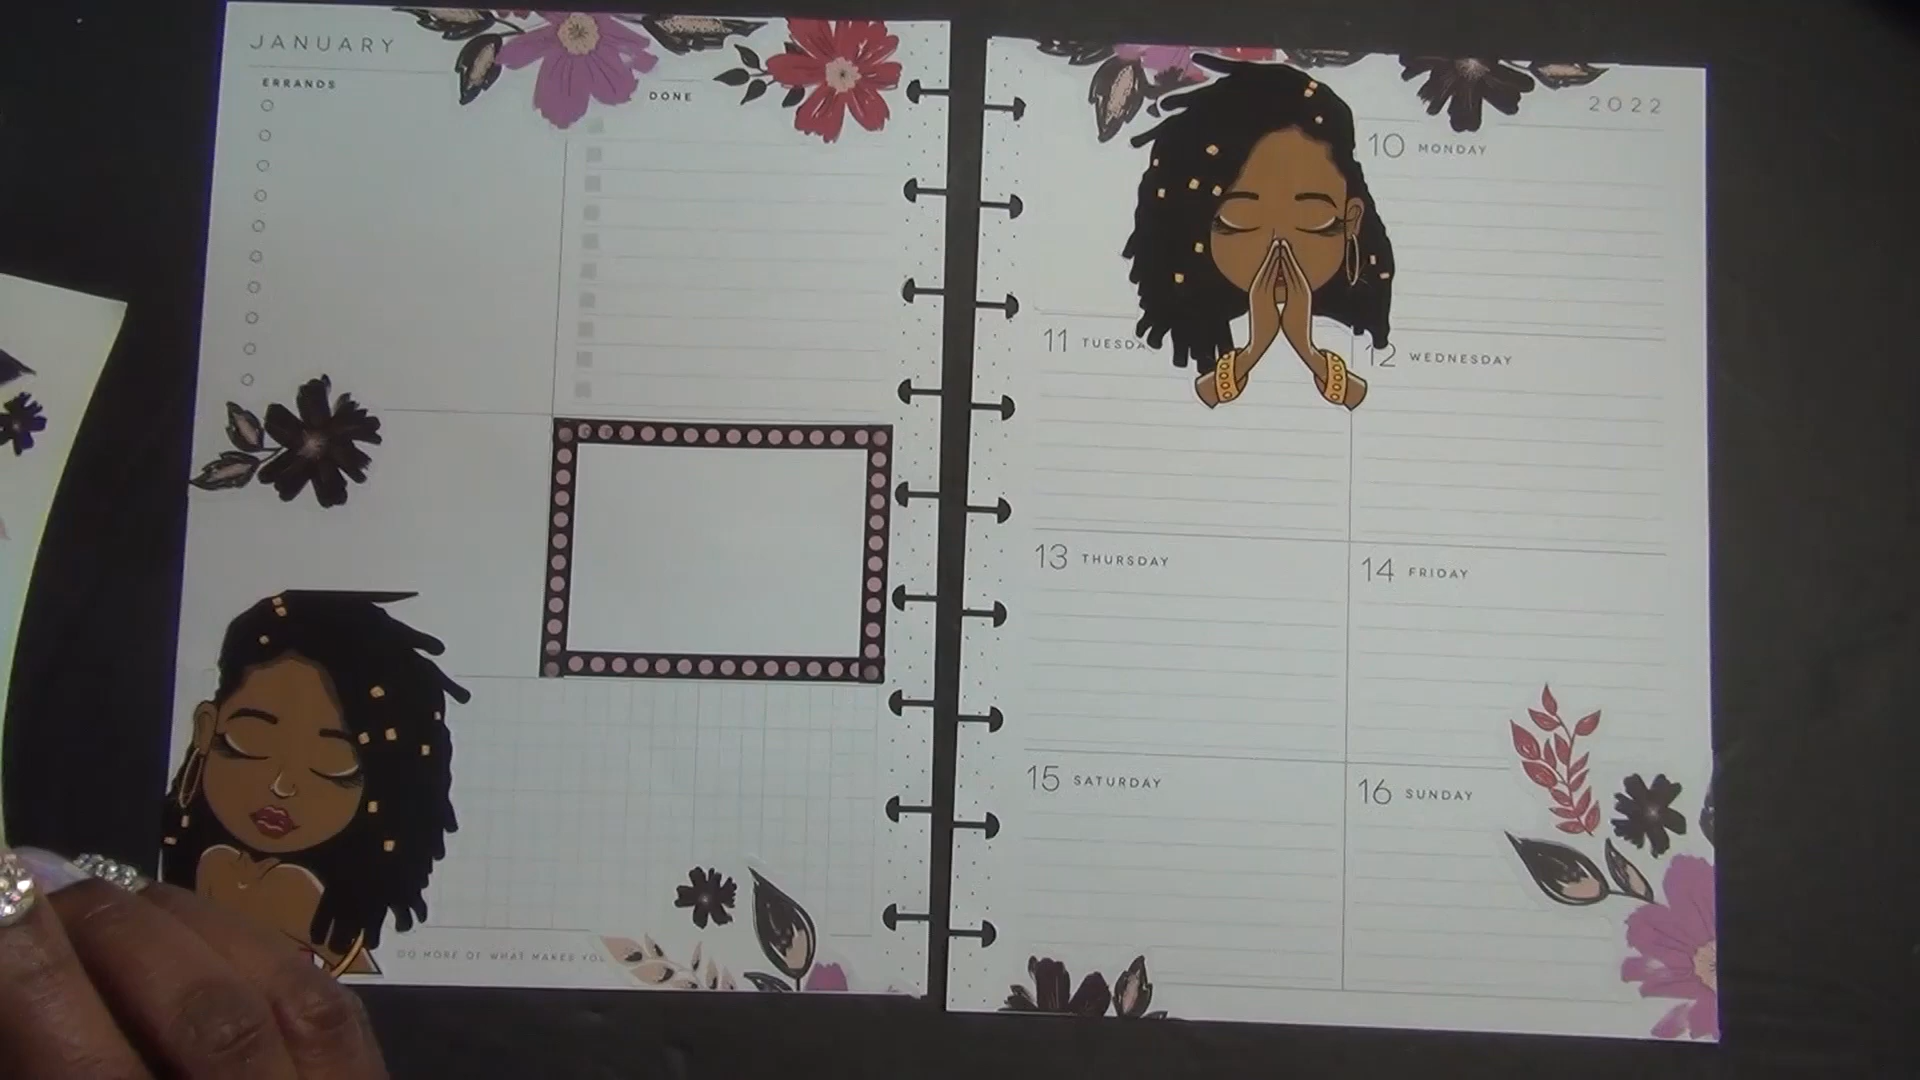 JANUARY
ERRANDS
DONE
DO MORE OF WHAT MAKES YOU
2022
10 MONDAY
11 TUESDA
12 WEDNESDAY
13 THURSDAY
14 FRIDAY
15 SATURDAY
16 SUNDAY